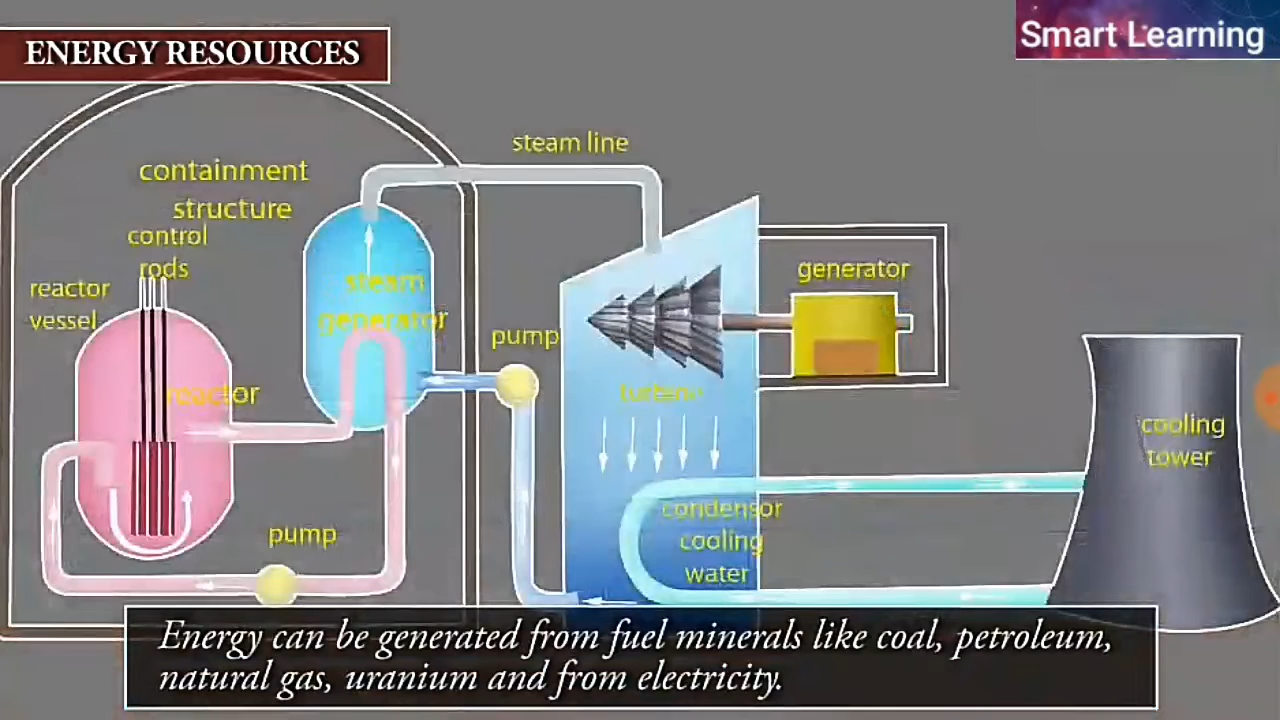 ENERGY RESOURCES
Smart Learning
steam line
containment
structure
control
rods
reactor
vessel
steam
generator
generator
pump
reactor
turbine
cooling
tower
condensor
cooling
water
pump
Energy can be generated from fuel minerals like coal, petroleum,
natural gas, uranium and from electricity.